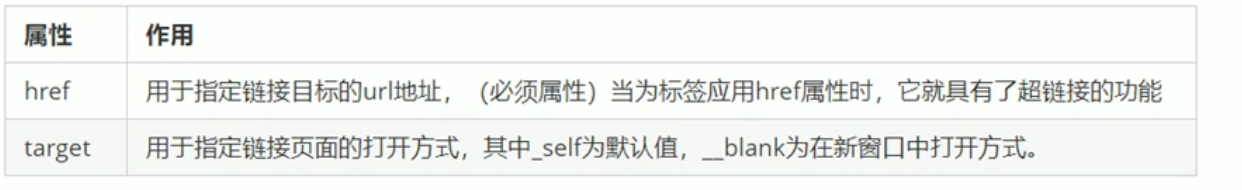 属性 作用
href 用于指定链接目标的url地址，（必须属性）当为标签应用href属性时，它就具有了超链接的功能
target 用于指定链接页面的打开方式，其中_self为默认值，__blank为在新窗口中打开方式。